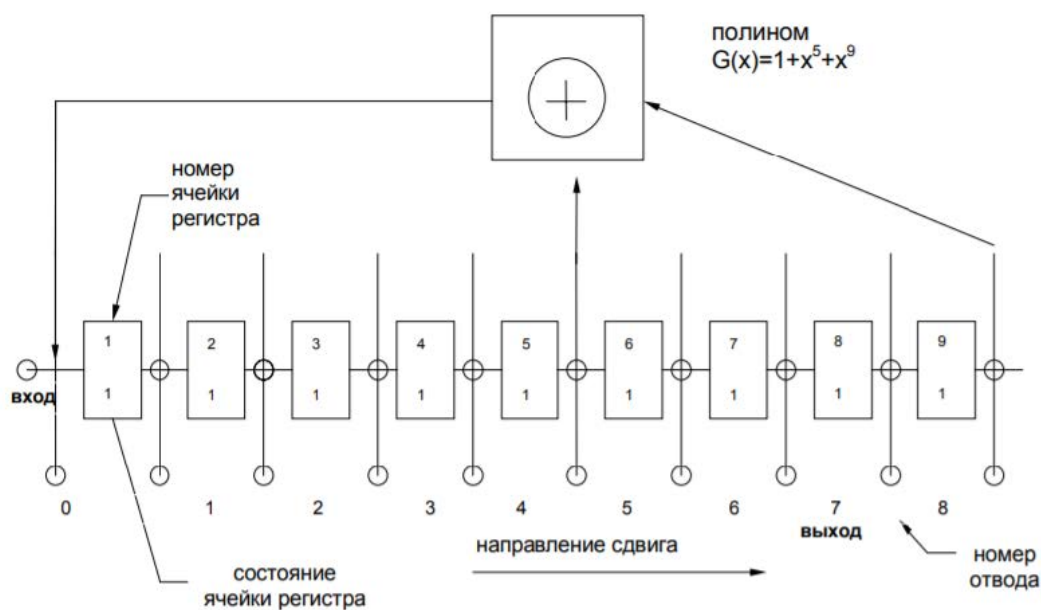 полином
G(x)=1+x⁵+x⁹
номер
ячейки
регистра
1 2 3 4 5 6 7 8 9
вход
1 1 1 1 1 1 1 1 1
0 1 2 3 4 5 6 7 8
выход
направление сдвига
состояние
ячейки регистра
номер
отвода